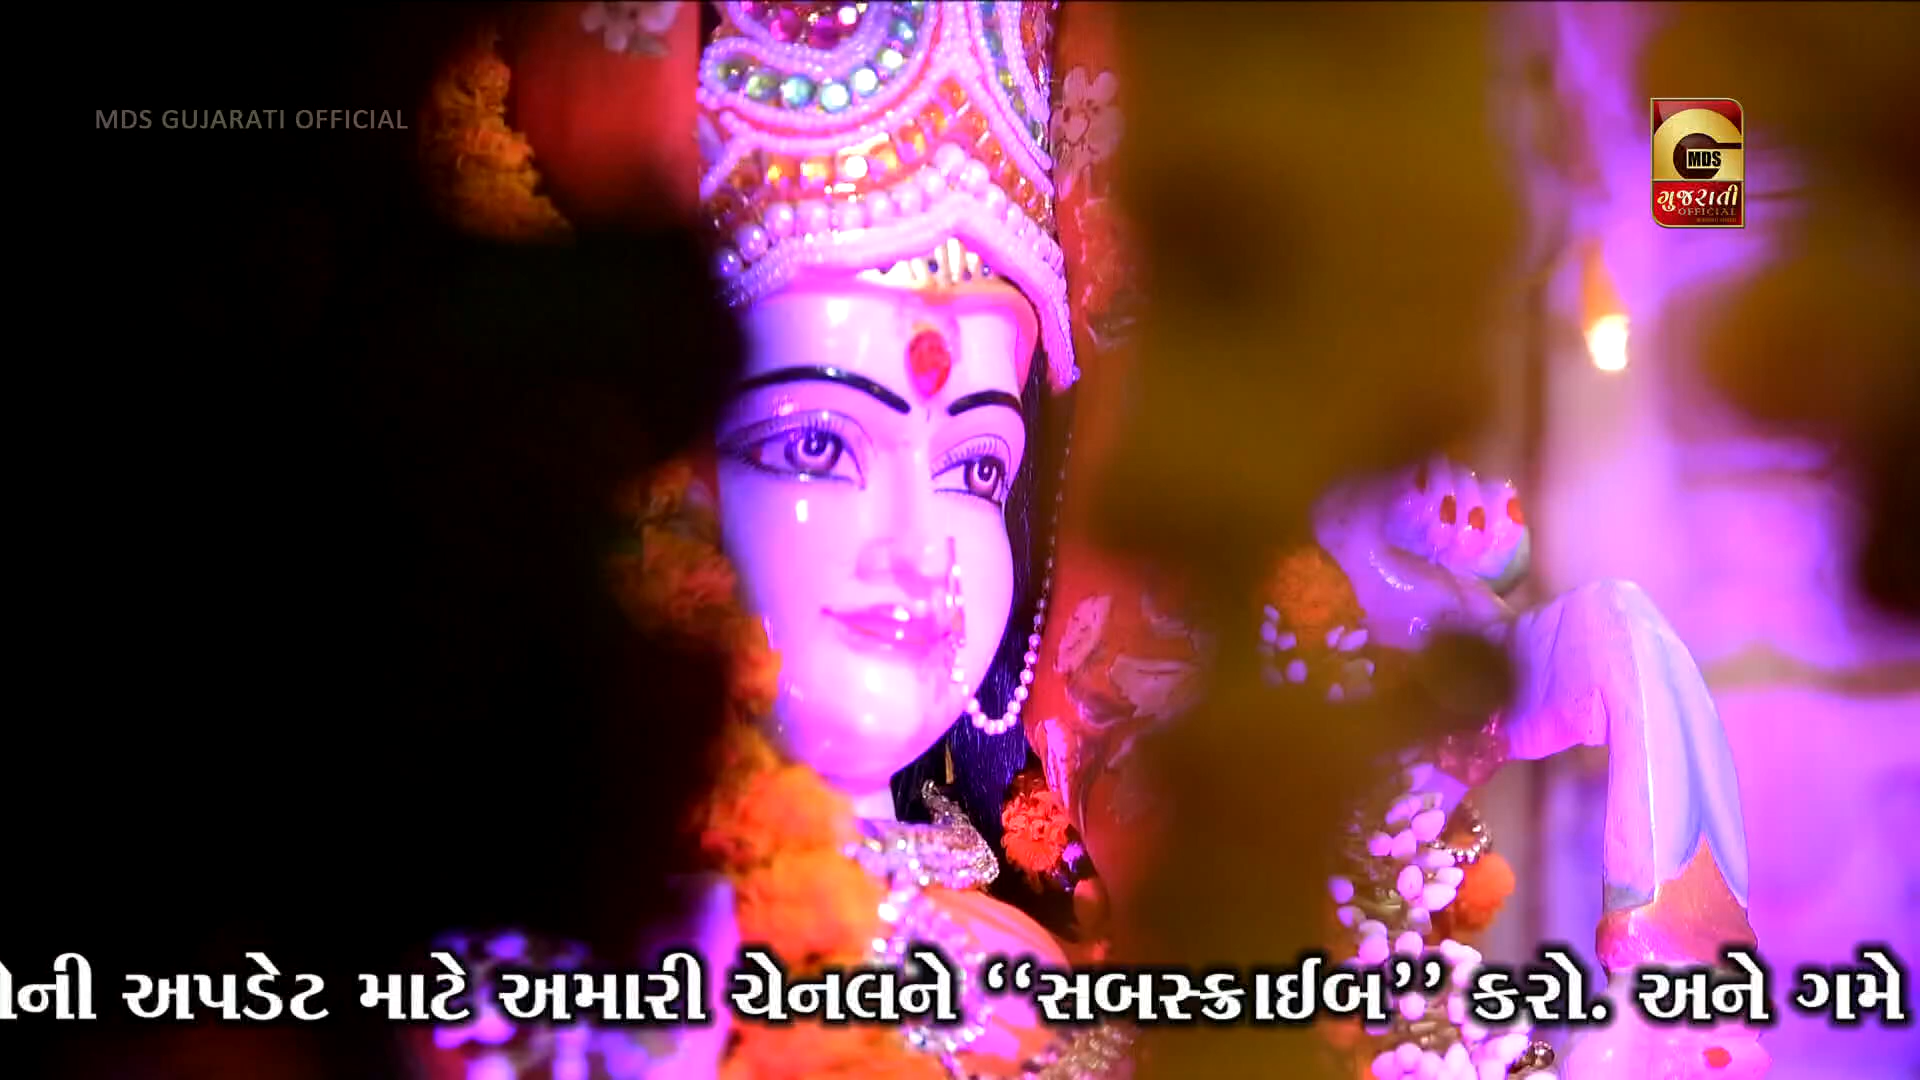 MDS GUJARATI OFFICIAL
MDS
ગુજરાતી
OFFICIAL
ની અપડેટ માટે અમારી ચેનલને “સબસ્ક્રાઈબ” કરો. અને ગમે